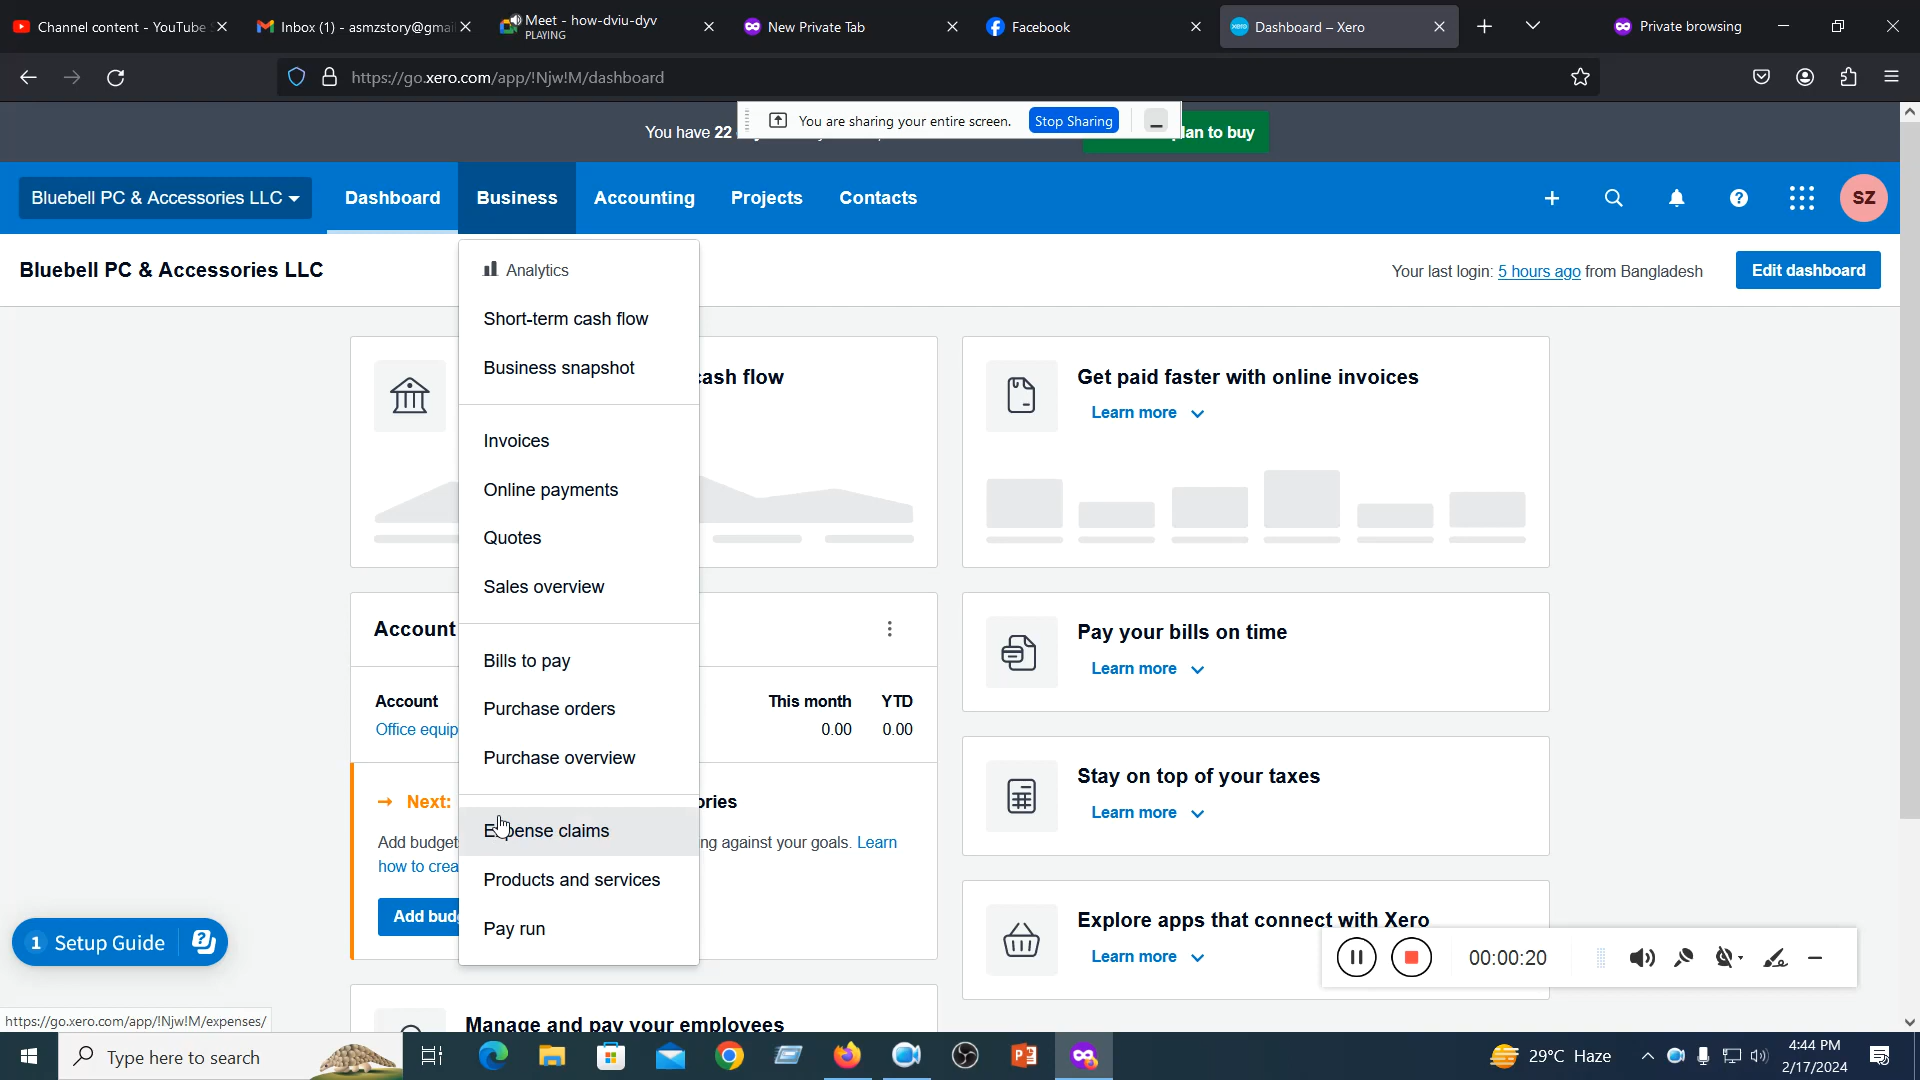 Channel content - YouTube
Inbox (1) - asmzstory@gmai
Meet - how-dviu-dyv
PLAYING
New Private Tab
Facebook
Dashboard – Xero
Private browsing
https://go.xero.com/app/!Njw!M/dashboard
You are sharing your entire screen.
Stop Sharing
You have 22
lan to buy
Bluebell PC & Accessories LLC
Dashboard
Business
Accounting
Projects
Contacts
SZ
Bluebell PC & Accessories LLC
Your last login: 5 hours ago from Bangladesh
Edit dashboard
Analytics
Short-term cash flow
Business snapshot
Invoices
Online payments
Quotes
Sales overview
Bills to pay
Purchase orders
Purchase overview
Expense claims
Products and services
Pay run
cash flow
Get paid faster with online invoices
Learn more
Account
Account
This month
YTD
Office equip
0.00
0.00
Next:
ories
Add budget
ng against your goals. Learn
how to crea
Add budg
Pay your bills on time
Learn more
Stay on top of your taxes
Learn more
Explore apps that connect with Xero
Learn more
Manage and pay your employees
1 Setup Guide
00:00:20
https://go.xero.com/app/!Njw!M/expenses/
Type here to search
29°C Haze
4:44 PM
2/17/2024